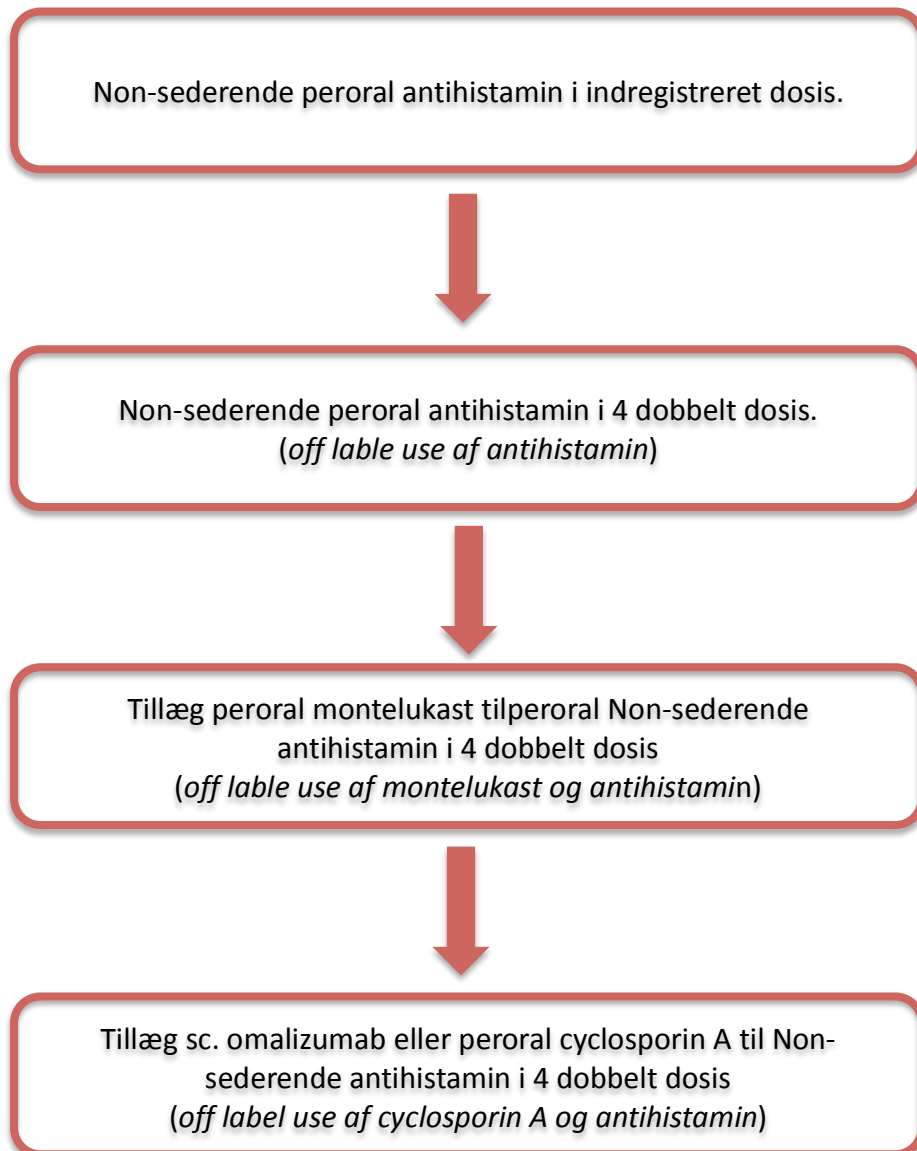 Non-sederende peroral antihistamin i indregistreret dosis.
Non-sederende peroral antihistamin i 4 dobbelt dosis.
(off lable use af antihistamin)
Tillæg peroral montelukast tilperoral Non-sederende
antihistamin i 4 dobbelt dosis
(off lable use af montelukast og antihistamin)
Tillæg sc. omalizumab eller peroral cyclosporin A til Non-
sederende antihistamin i 4 dobbelt dosis
(off label use af cyclosporin A og antihistamin)